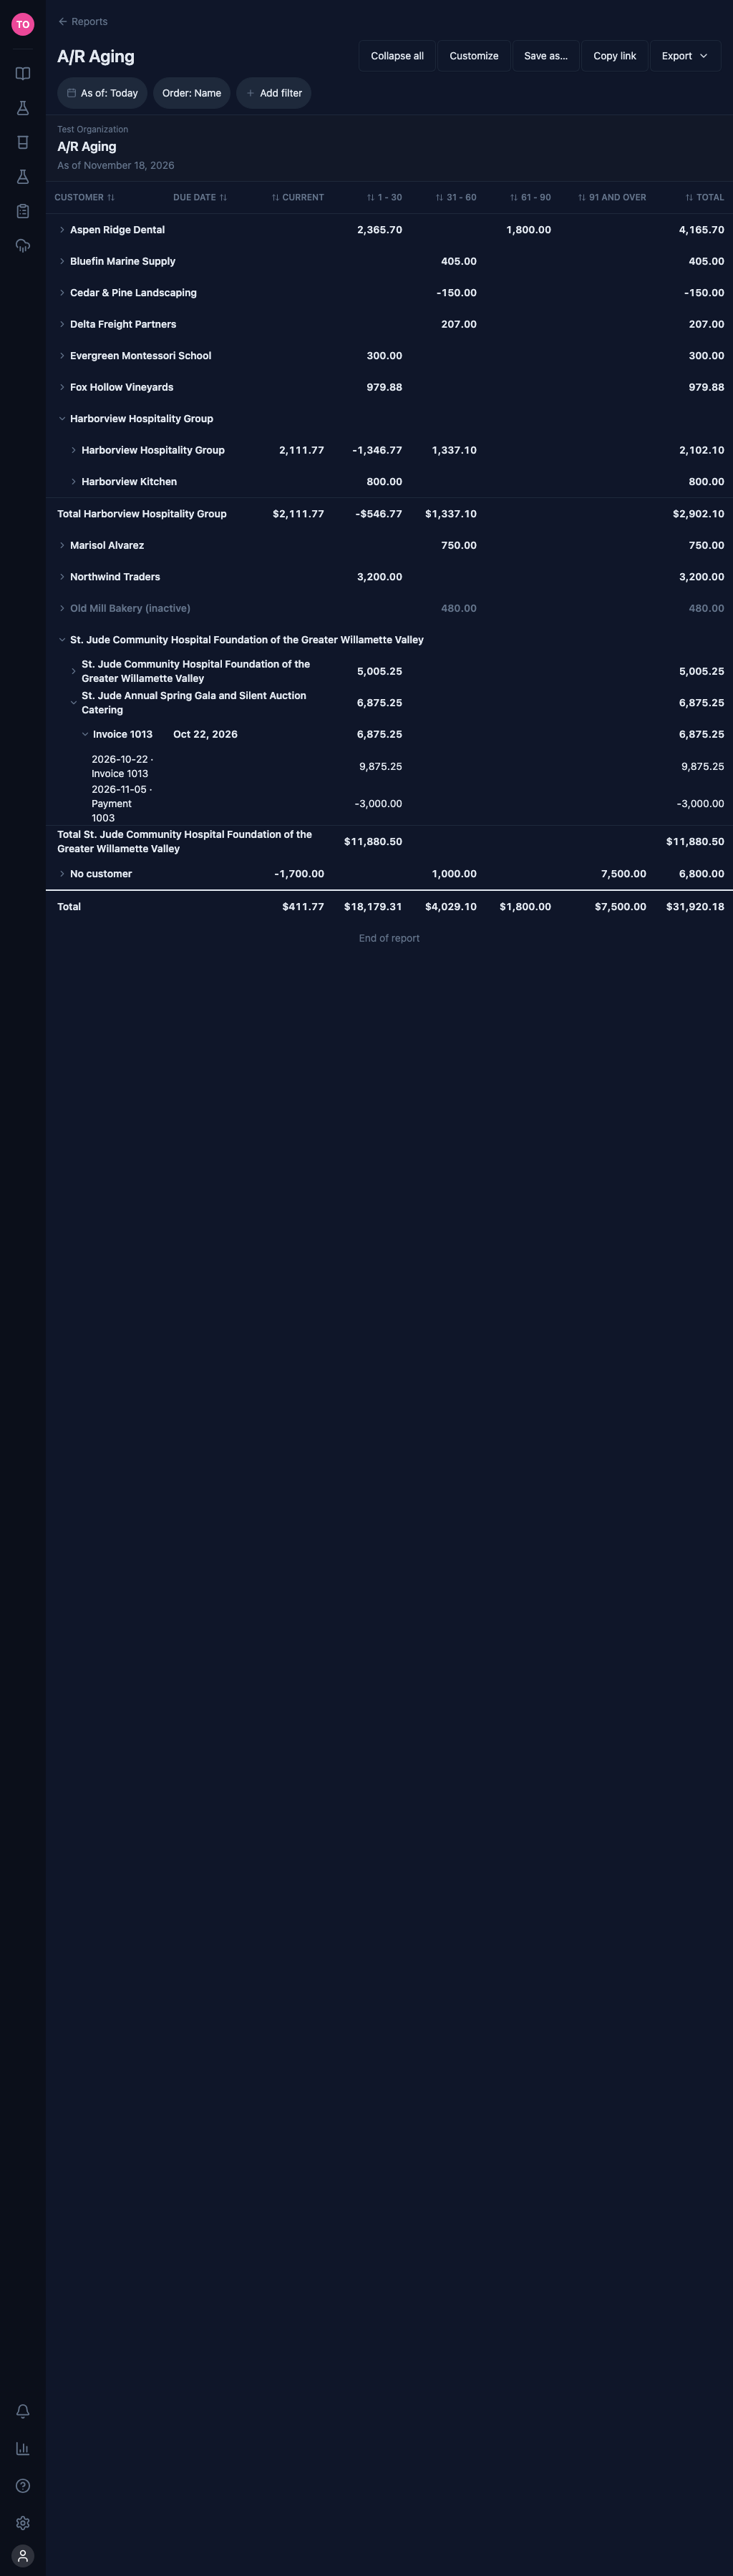 TO
Reports
A/R Aging
Collapse all
Customize
Save as...
Copy link
Export
As of: Today
Order: Name
Add filter
Test Organization
A/R Aging
As of November 18, 2026
CUSTOMER DUE DATE CURRENT 1 - 30 31 - 60 61 - 90 91 AND OVER TOTAL
Aspen Ridge Dental 2,365.70 1,800.00 4,165.70
Bluefin Marine Supply 405.00 405.00
Cedar & Pine Landscaping -150.00 -150.00
Delta Freight Partners 207.00 207.00
Evergreen Montessori School 300.00 300.00
Fox Hollow Vineyards 979.88 979.88
Harborview Hospitality Group
Harborview Hospitality Group 2,111.77 -1,346.77 1,337.10 2,102.10
Harborview Kitchen 800.00 800.00
Total Harborview Hospitality Group $2,111.77 -$546.77 $1,337.10 $2,902.10
Marisol Alvarez 750.00 750.00
Northwind Traders 3,200.00 3,200.00
Old Mill Bakery (inactive) 480.00 480.00
St. Jude Community Hospital Foundation of the Greater Willamette Valley
St. Jude Community Hospital Foundation of the
Greater Willamette Valley 5,005.25 5,005.25
St. Jude Annual Spring Gala and Silent Auction
Catering 6,875.25 6,875.25
Invoice 1013 Oct 22, 2026 6,875.25 6,875.25
2026-10-22 ·
Invoice 1013 9,875.25 9,875.25
2026-11-05 ·
Payment -3,000.00 -3,000.00
1003
Total St. Jude Community Hospital Foundation of the
Greater Willamette Valley $11,880.50 $11,880.50
No customer -1,700.00 1,000.00 7,500.00 6,800.00
Total $411.77 $18,179.31 $4,029.10 $1,800.00 $7,500.00 $31,920.18
End of report